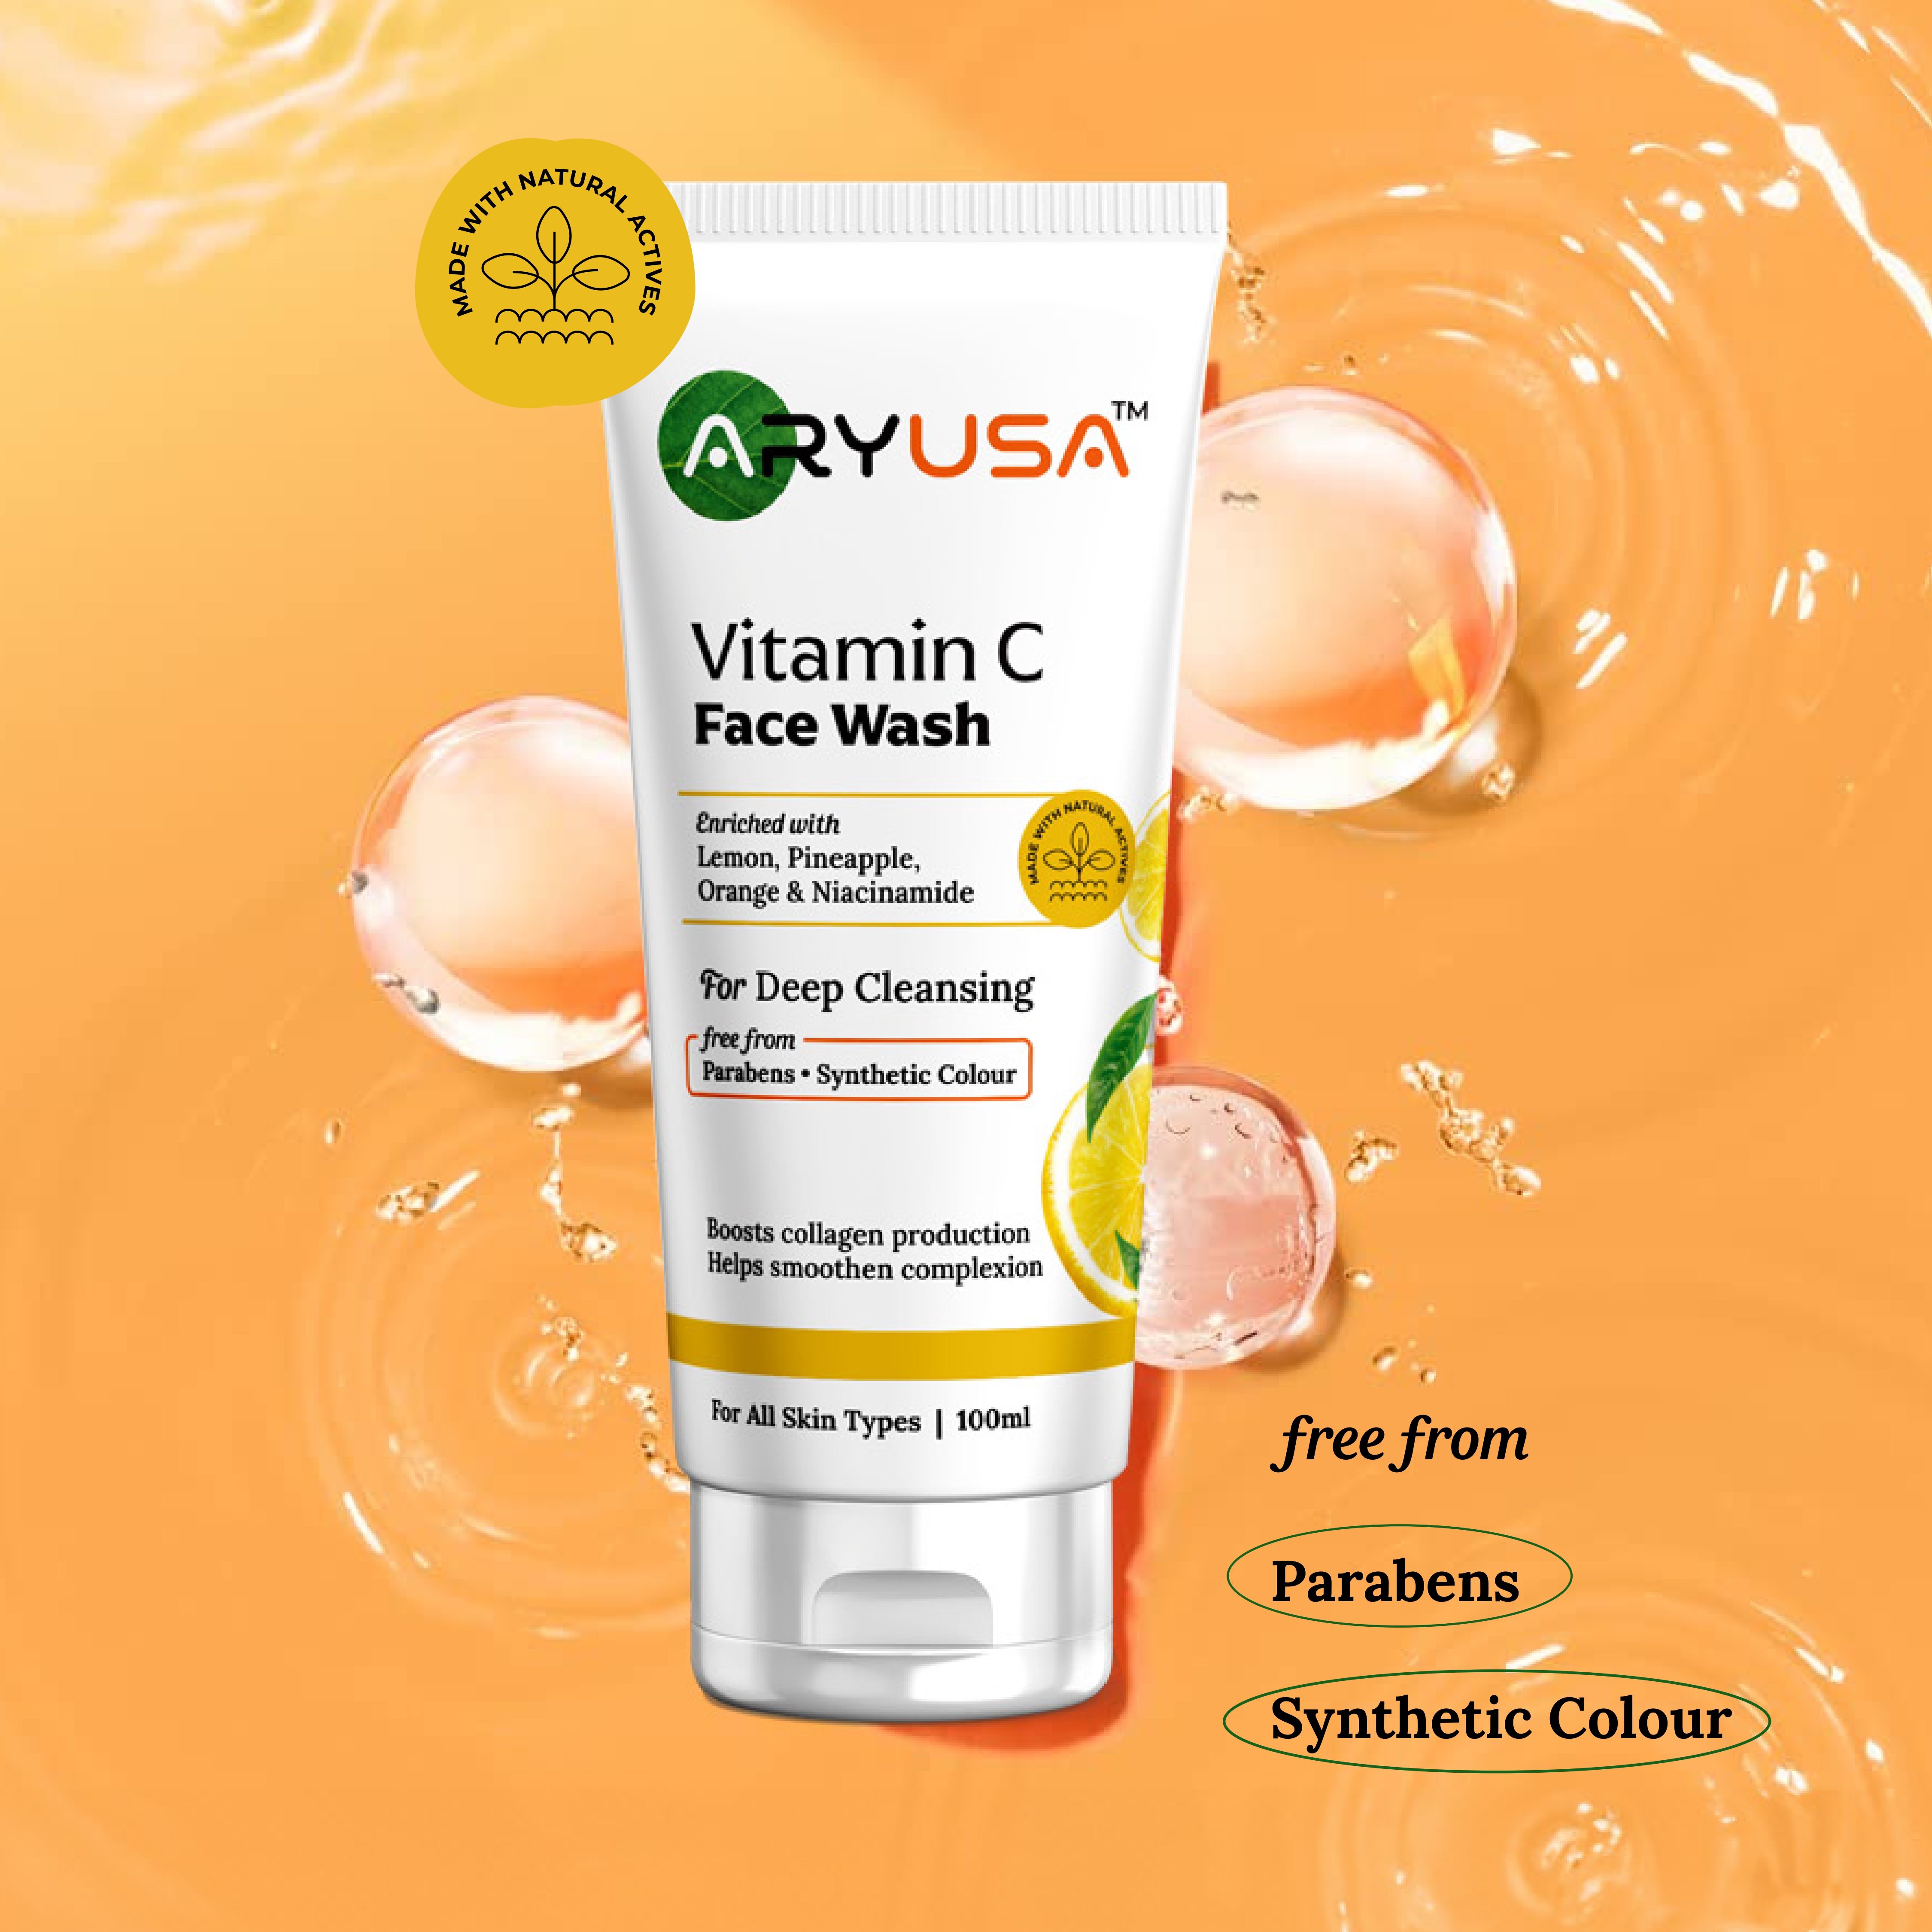 MADE WITH NATURAL ACTIVES
ARYUSA™
Vitamin C
Face Wash
Enriched with
Lemon, Pineapple,
Orange & Niacinamide
MADE WITH NATURAL ACTIVES
For Deep Cleansing
free from
Parabens • Synthetic Colour
Boosts collagen production
Helps smoothen complexion
For All Skin Types | 100ml
free from
Parabens
Synthetic Colour